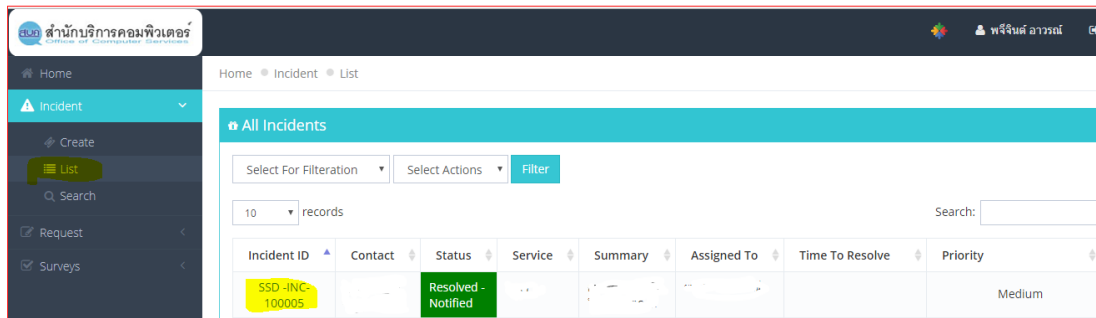 สบค สำนักบริการคอมพิวเตอร์
Office of Computer Services
พจีจินต์ อาวรณ์
Home
Home Incident List
Incident
All Incidents
Create
List
Select For Filteration Select Actions Filter
Search
10 records Search:
Request
Surveys
Incident ID Contact Status Service Summary Assigned To Time To Resolve Priority
SSD -INC-
100005
Resolved -
Notified
Medium